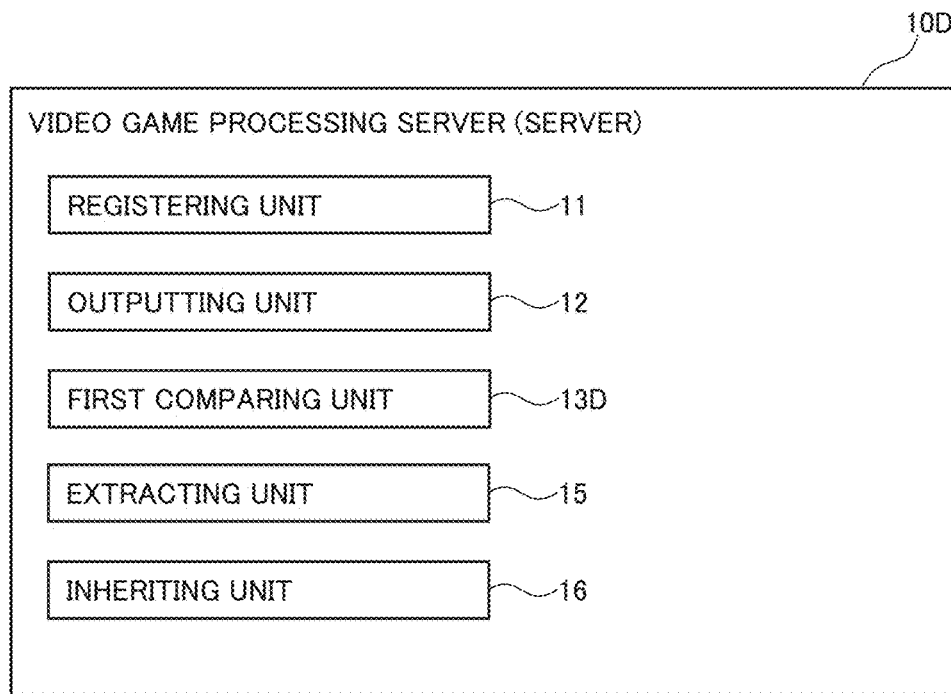 10D
VIDEO GAME PROCESSING SERVER (SERVER)
REGISTERING UNIT 11
OUTPUTTING UNIT 12
FIRST COMPARING UNIT 13D
EXTRACTING UNIT 15
INHERITING UNIT 16